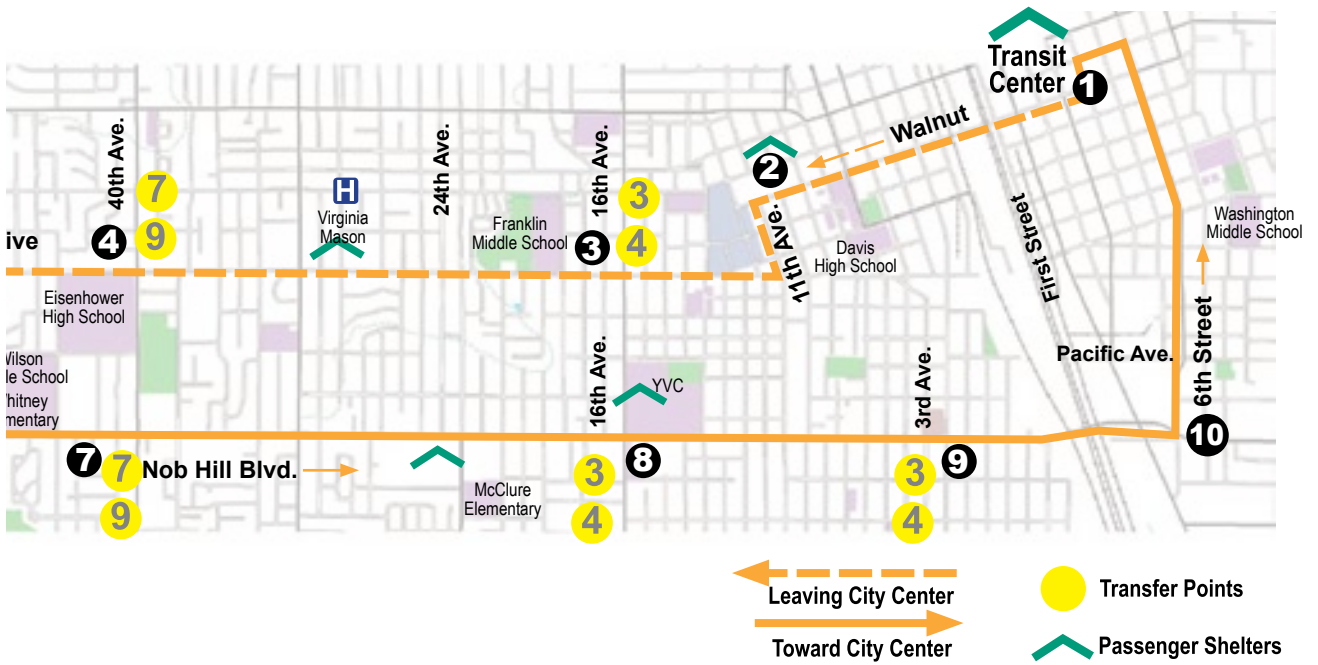 Transit
Center
1
Walnut
2
40th Ave.
7
9
4
H
Virginia
Mason
24th Ave.
Franklin
Middle School
16th Ave.
3
3
4
11th Ave.
Davis
High School
First Street
Washington
Middle School
ive
Eisenhower
High School
Wilson
le School
Whitney
mentary
16th Ave.
YVC
3rd Ave.
Pacific Ave.
6th Street
10
7
7
9
Nob Hill Blvd.
McClure
Elementary
3
4
8
3
4
9
Leaving City Center
Toward City Center
Transfer Points
Passenger Shelters